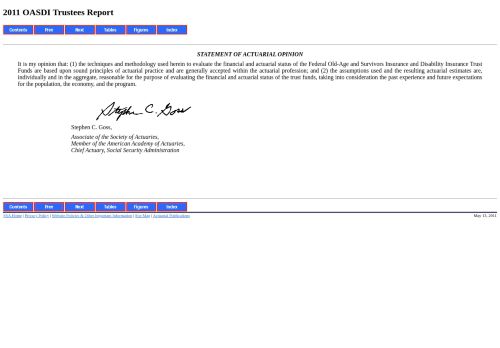 2011 OASDI Trustees Report
Contents Prev Next Tables Figures Index
STATEMENT OF ACTUARIAL OPINION
It is my opinion that: (1) the techniques and methodology used herein to evaluate the financial and actuarial status of the Federal Old-Age and Survivors Insurance and Disability Insurance Trust
Funds are based upon sound principles of actuarial practice and are generally accepted within the actuarial profession; and (2) the assumptions used and the resulting actuarial estimates are,
individually and in the aggregate, reasonable for the purpose of evaluating the financial and actuarial status of the trust funds, taking into consideration the past experience and future expectations
for the population, the economy, and the program.
Stephen C. Goss
Stephen C. Goss,
Associate of the Society of Actuaries,
Member of the American Academy of Actuaries,
Chief Actuary, Social Security Administration
Contents Prev Next Tables Figures Index
SSA Home | Privacy Policy | Website Policies & Other Important Information | Site Map | Actuarial Publications
May 13, 2011